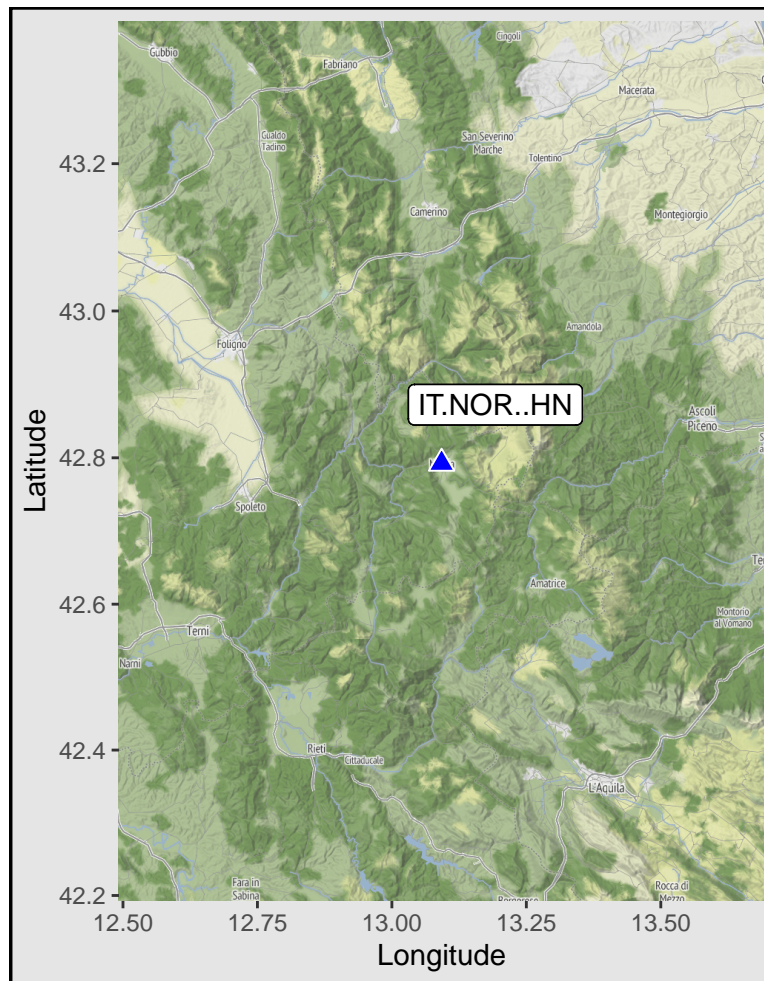 Cingoli
Gubbio
Fabriano
Macerata
Gualdo
Tadino
San Severino
Marche
Tolentino
43.2
Camerino
Montegiorgio
43.0
Amandola
Foligno
IT.NOR..HN
Ascoli
Piceno
42.8
Spoleto
Latitude
Amatrice
42.6
Terni
Montorio
al Vomano
Narni
42.4
Rieti
Cittaducale
L'Aquila
Fara in
Sabina
Rocca di
Mezzo
42.2
12.50 12.75 13.00 13.25 13.50
Longitude